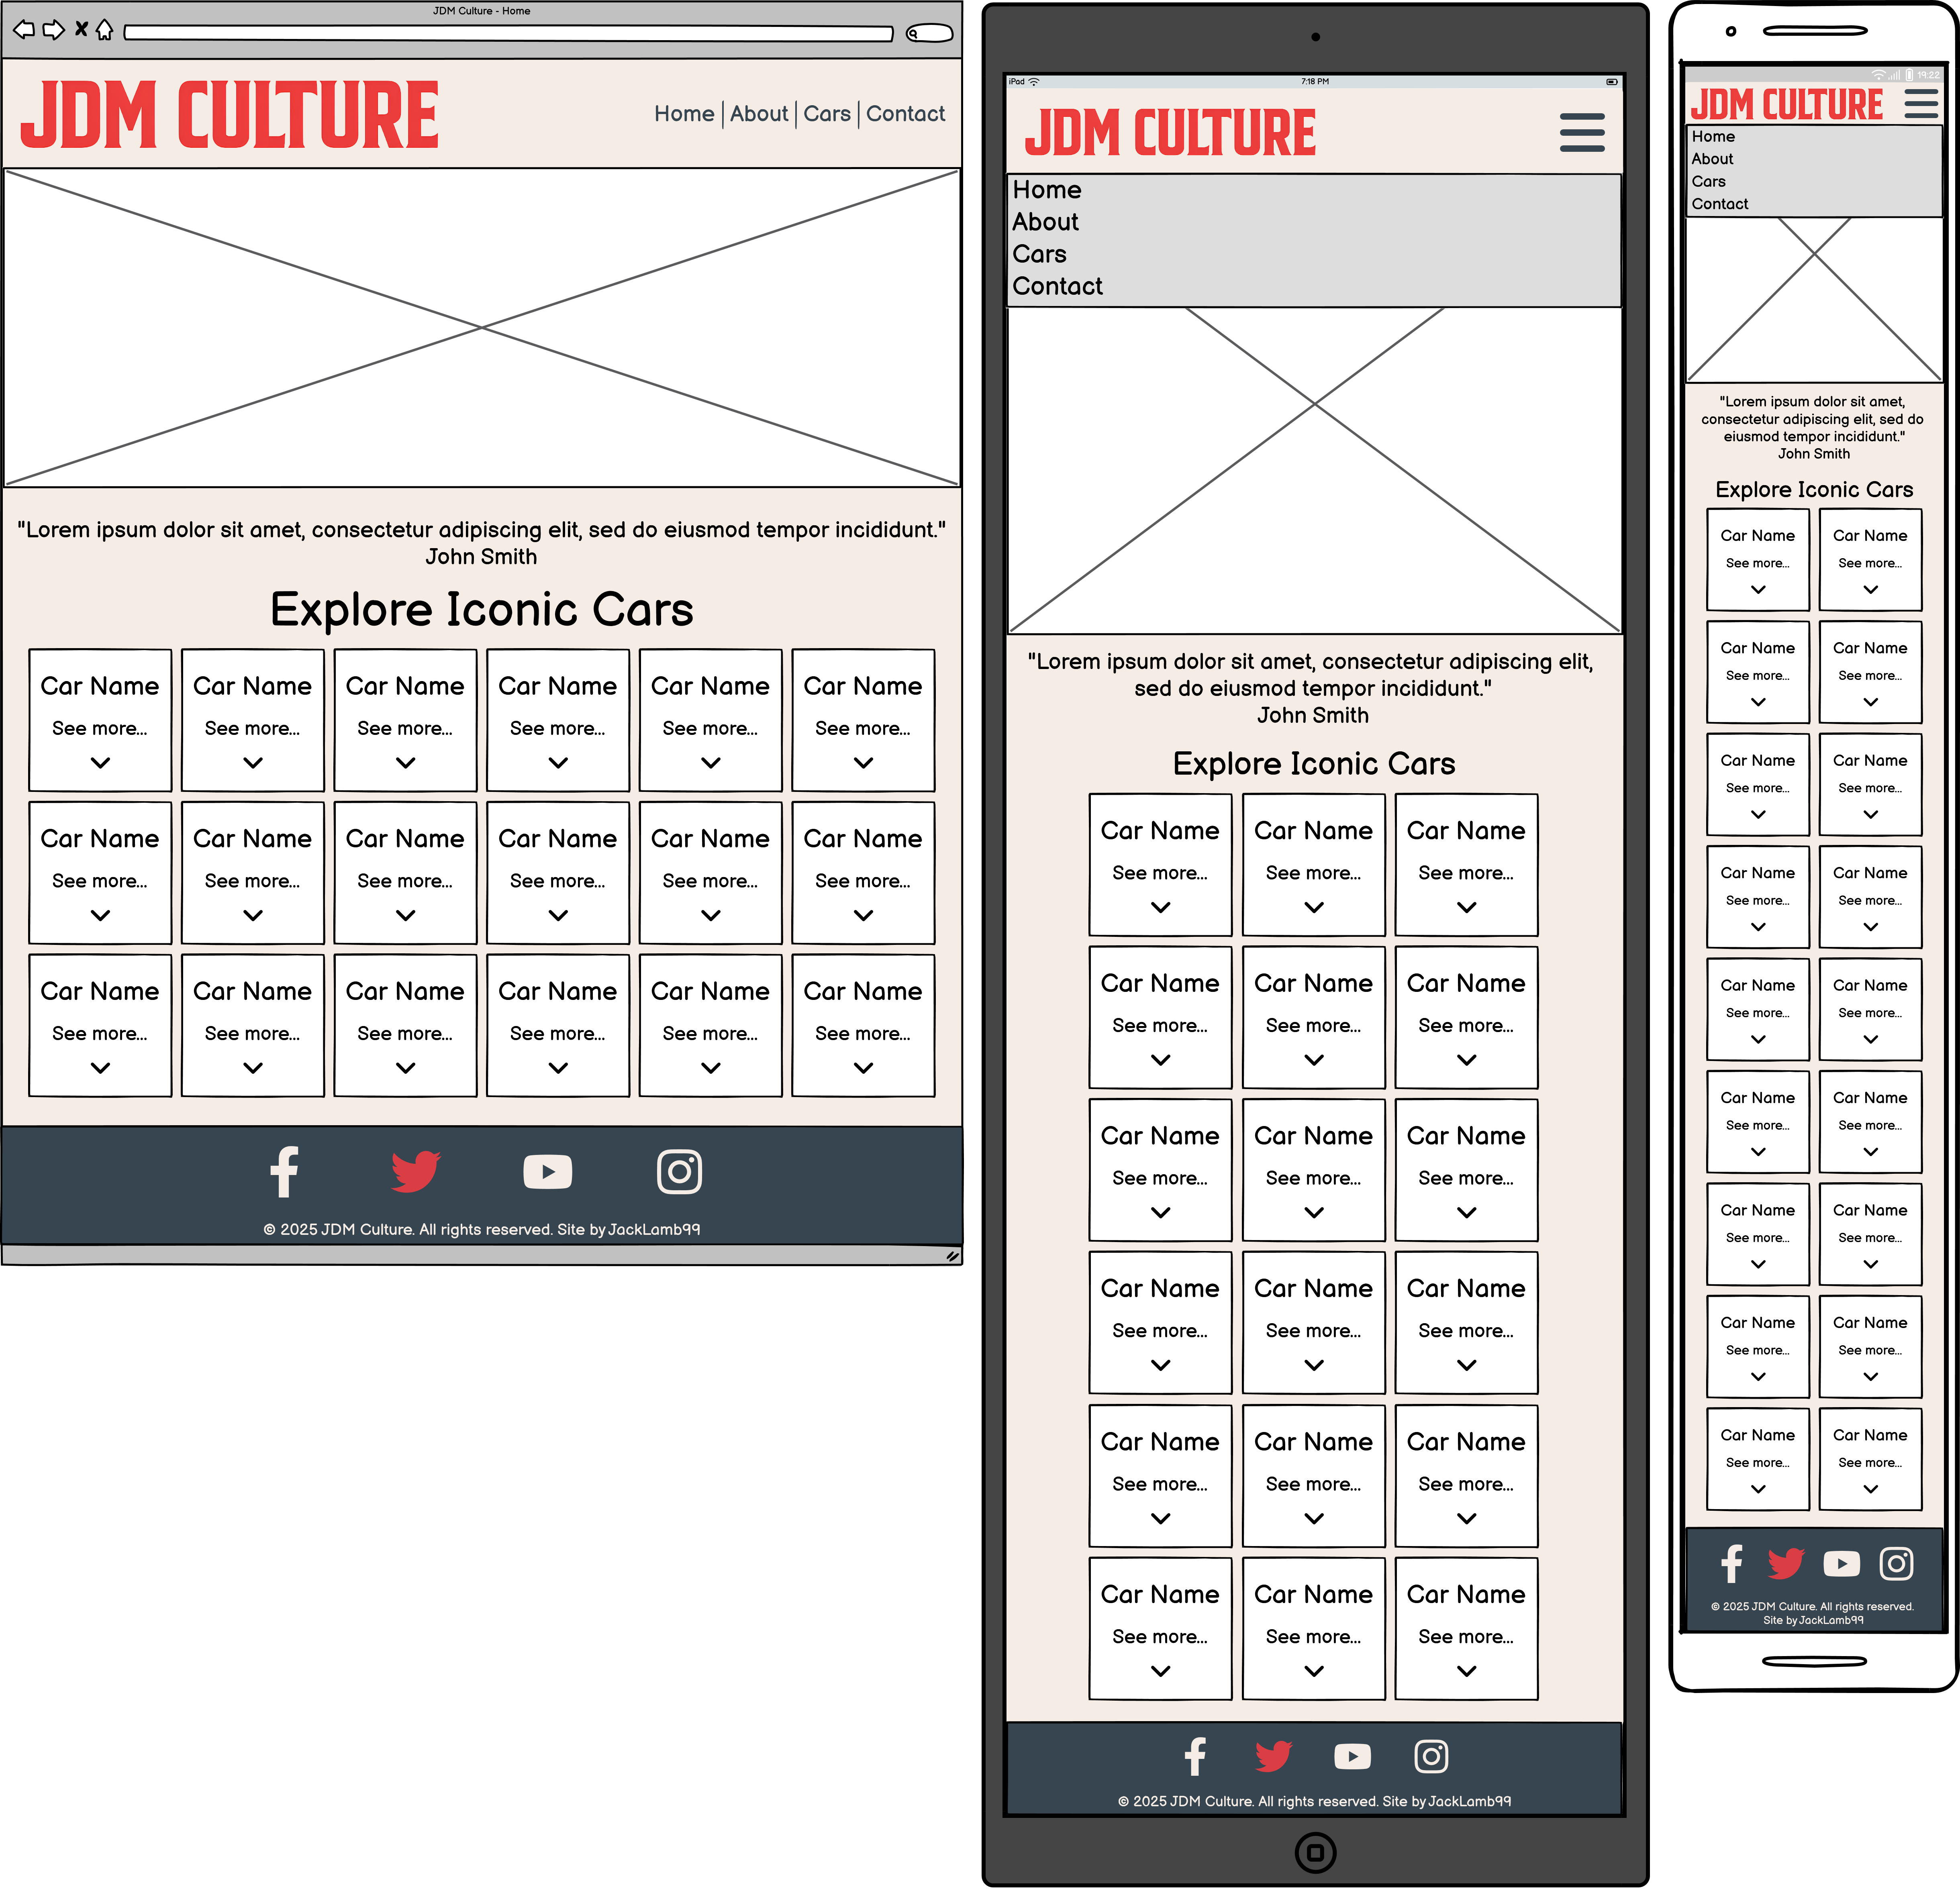 JDM Culture - Home
JDM CULTURE
Home | About | Cars | Contact
"Lorem ipsum dolor sit amet, consectetur adipiscing elit, sed do eiusmod tempor incididunt."
John Smith
Explore Iconic Cars
Car Name Car Name Car Name Car Name Car Name Car Name
See more... See more... See more... See more... See more... See more...
Car Name Car Name Car Name Car Name Car Name Car Name
See more... See more... See more... See more... See more... See more...
Car Name Car Name Car Name Car Name Car Name Car Name
See more... See more... See more... See more... See more... See more...
© 2025 JDM Culture. All rights reserved. Site by JackLamb99
iPad 7:18 PM
JDM CULTURE
Home
About
Cars
Contact
"Lorem ipsum dolor sit amet, consectetur adipiscing elit,
sed do eiusmod tempor incididunt."
John Smith
Explore Iconic Cars
Car Name Car Name Car Name
See more... See more... See more...
Car Name Car Name Car Name
See more... See more... See more...
Car Name Car Name Car Name
See more... See more... See more...
Car Name Car Name Car Name
See more... See more... See more...
Car Name Car Name Car Name
See more... See more... See more...
Car Name Car Name Car Name
See more... See more... See more...
© 2025 JDM Culture. All rights reserved. Site by JackLamb99
19:22
JDM CULTURE
Home
About
Cars
Contact
"Lorem ipsum dolor sit amet,
consectetur adipiscing elit, sed do
eiusmod tempor incididunt."
John Smith
Explore Iconic Cars
Car Name Car Name
See more... See more...
Car Name Car Name
See more... See more...
Car Name Car Name
See more... See more...
Car Name Car Name
See more... See more...
Car Name Car Name
See more... See more...
Car Name Car Name
See more... See more...
Car Name Car Name
See more... See more...
Car Name Car Name
See more... See more...
Car Name Car Name
See more... See more...
© 2025 JDM Culture. All rights reserved.
Site by JackLamb99